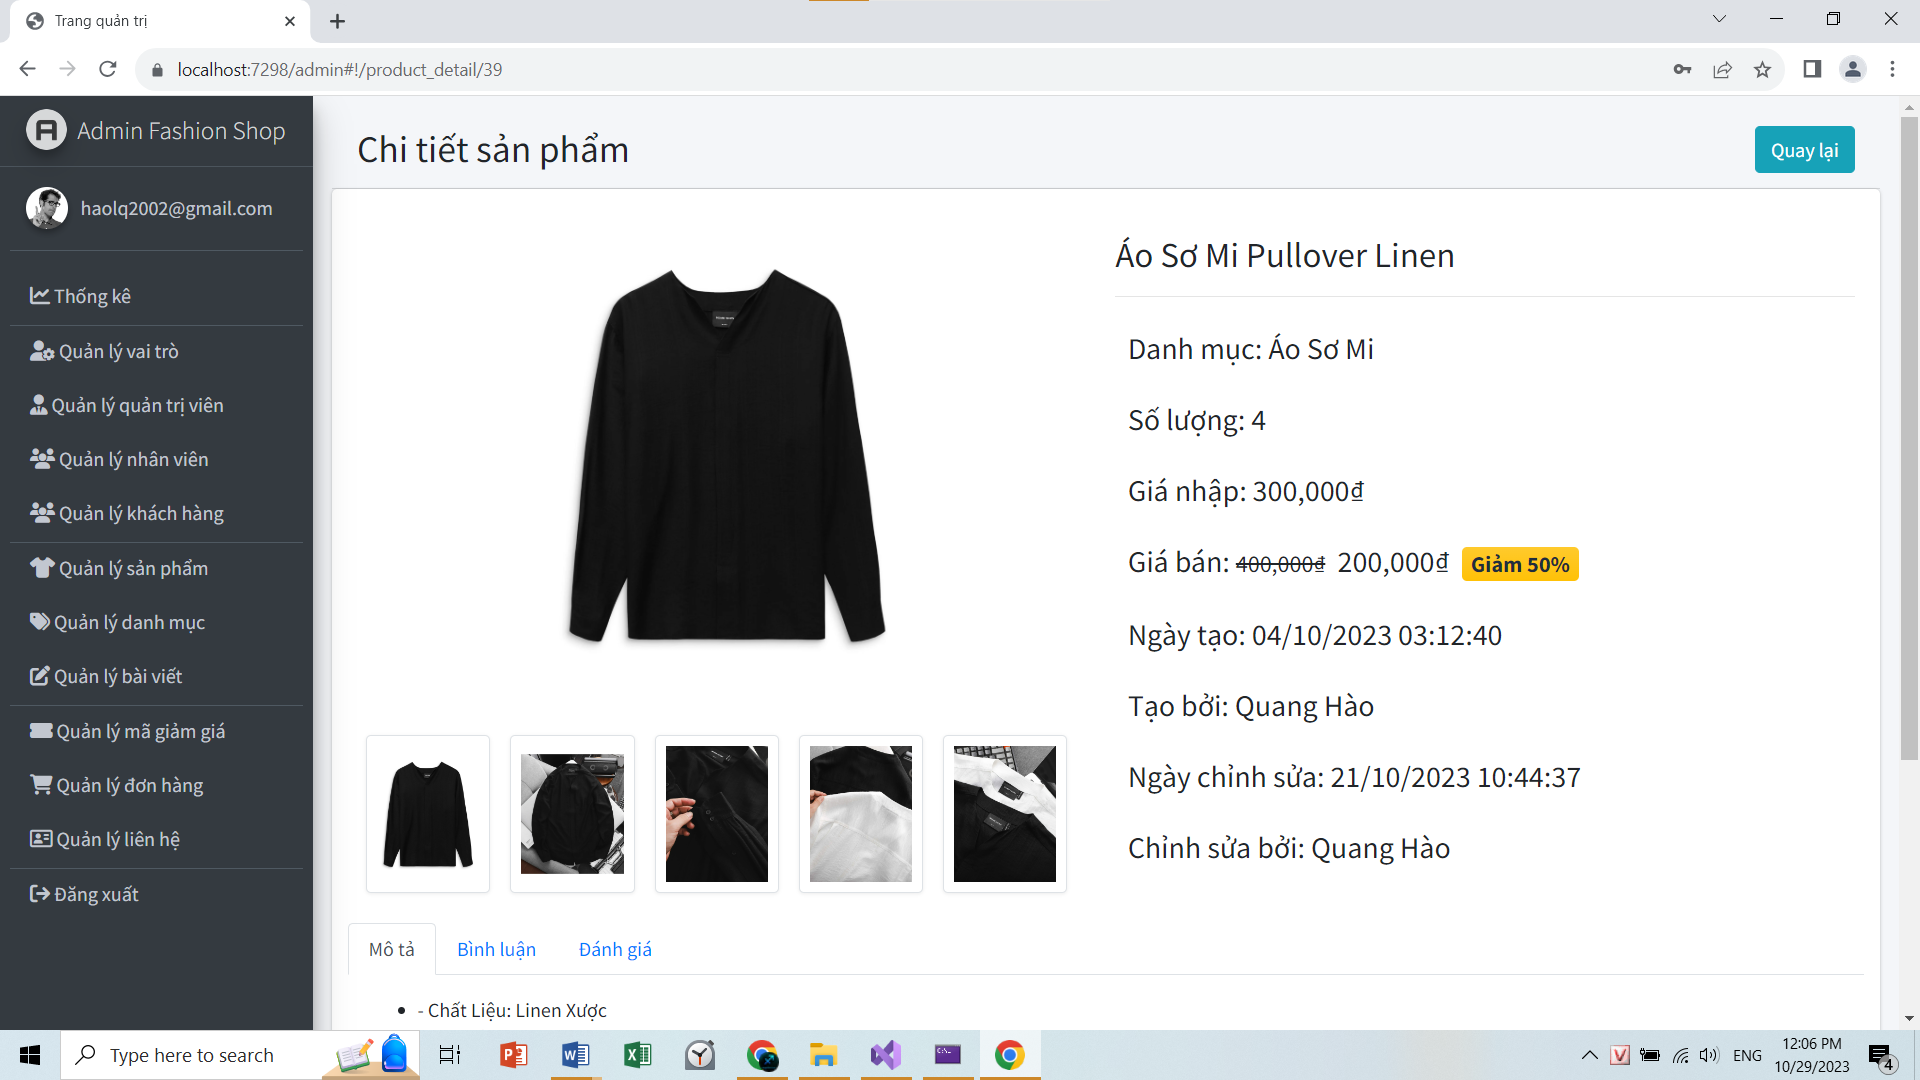 Trang quản trị
localhost:7298/admin#!/product_detail/39
Admin Fashion Shop
haolq2002@gmail.com
Thống kê
Quản lý vai trò
Quản lý quản trị viên
Quản lý nhân viên
Quản lý khách hàng
Quản lý sản phẩm
Quản lý danh mục
Quản lý bài viết
Quản lý mã giảm giá
Quản lý đơn hàng
Quản lý liên hệ
Đăng xuất
Chi tiết sản phẩm
Quay lại
Áo Sơ Mi Pullover Linen
Danh mục: Áo Sơ Mi
Số lượng: 4
Giá nhập: 300,000₫
Giá bán: 400,000₫ 200,000₫ Giảm 50%
Ngày tạo: 04/10/2023 03:12:40
Tạo bởi: Quang Hào
Ngày chỉnh sửa: 21/10/2023 10:44:37
Chỉnh sửa bởi: Quang Hào
Mô tả
Bình luận
Đánh giá
- Chất Liệu: Linen Xược
Type here to search
ENG
12:06 PM
10/29/2023
4